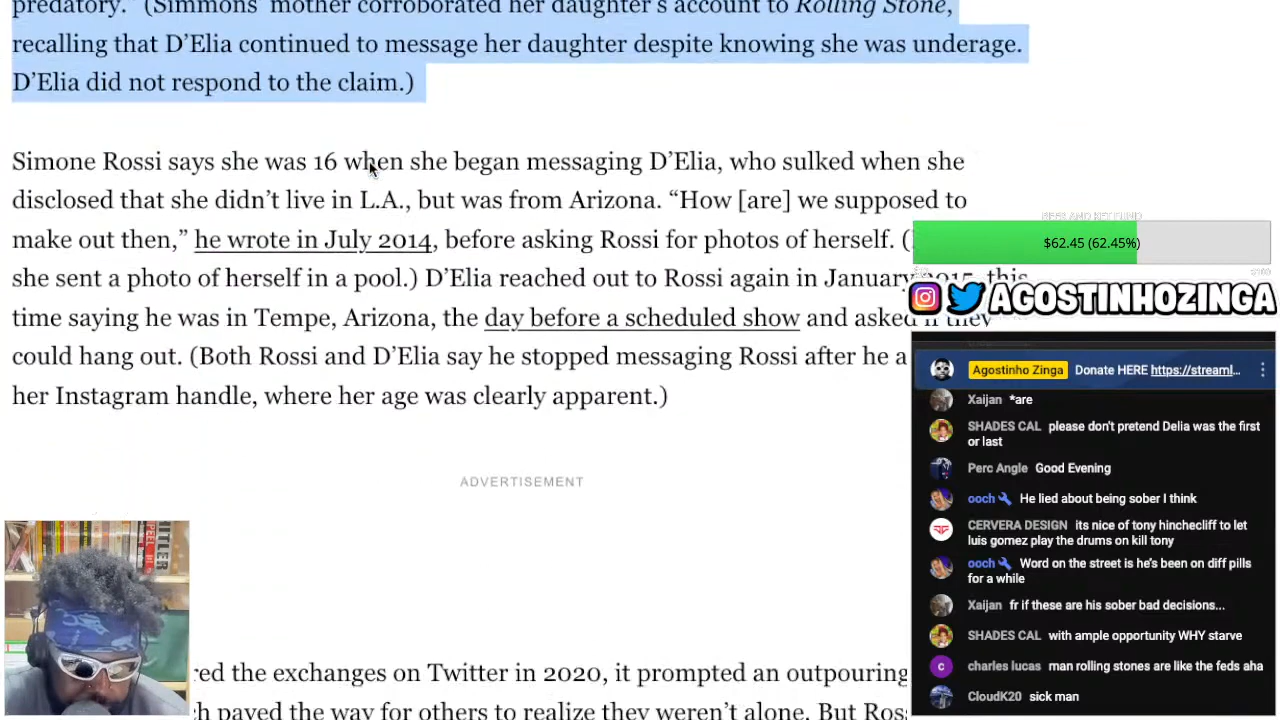 predatory.” (Simmons’ mother corroborated her daughter’s account to Rolling Stone,
recalling that D’Elia continued to message her daughter despite knowing she was underage.
D’Elia did not respond to the claim.)
Simone Rossi says she was 16 when she began messaging D’Elia, who sulked when she
disclosed that she didn’t live in L.A., but was from Arizona. “How [are] we supposed to
make out then,” he wrote in July 2014, before asking Rossi for photos of herself. (
she sent a photo of herself in a pool.) D’Elia reached out to Rossi again in January 2015, this
time saying he was in Tempe, Arizona, the day before a scheduled show and asked if they
could hang out. (Both Rossi and D’Elia say he stopped messaging Rossi after he a
her Instagram handle, where her age was clearly apparent.)
ADVERTISEMENT
red the exchanges on Twitter in 2020, it prompted an outpouring
h paved the way for others to realize they weren’t alone. But Ros
$62.45 (62.45%)
AGOSTINHOZINGA
Agostinho Zinga Donate HERE https://streaml...
Xaijan *are
SHADES CAL please don't pretend Delia was the first
or last
Perc Angle Good Evening
ooch He lied about being sober I think
CERVERA DESIGN its nice of tony hinchecliff to let
luis gomez play the drums on kill tony
ooch Word on the street is he's been on diff pills
for a while
Xaijan fr if these are his sober bad decisions...
SHADES CAL with ample opportunity WHY starve
c charles lucas man rolling stones are like the feds aha
CloudK20 sick man